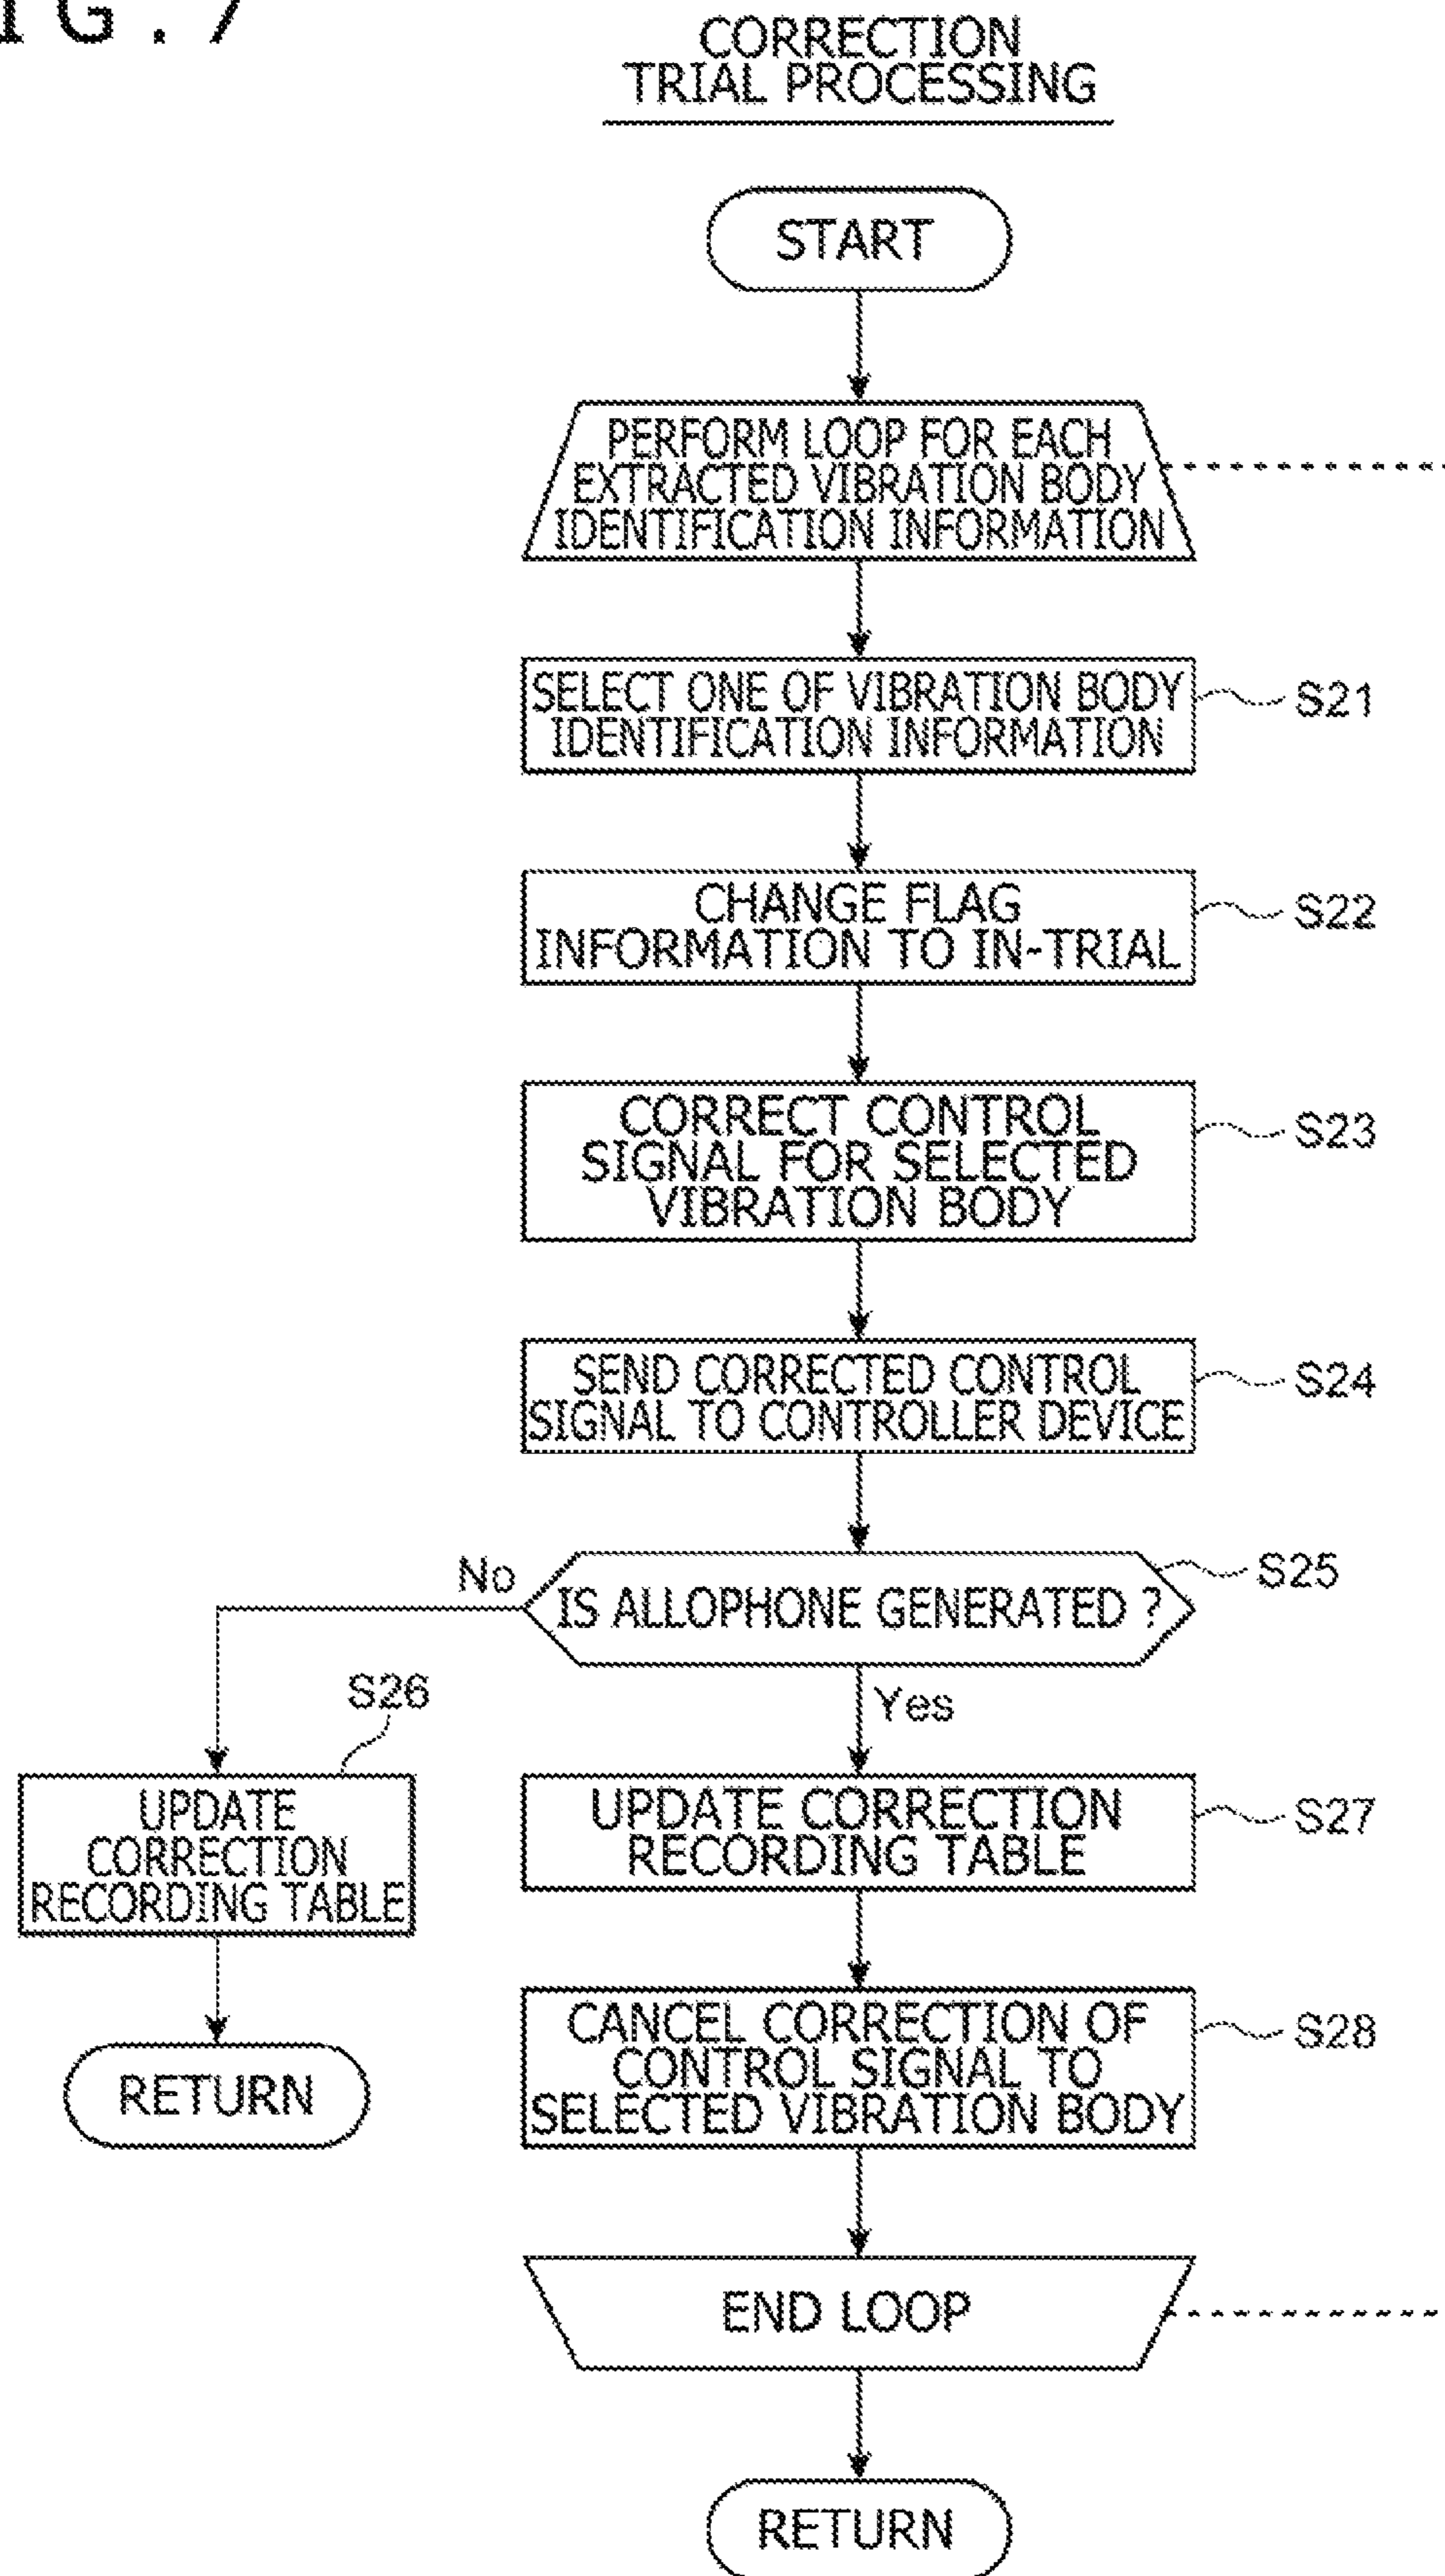 IG.7
CORRECTION
TRIAL PROCESSING
START
PERFORM LOOP FOR EACH
EXTRACTED VIBRATION BODY
IDENTIFICATION INFORMATION
SELECT ONE OF VIBRATION BODY
IDENTIFICATION INFORMATION
S21
CHANGE FLAG
INFORMATION TO IN-TRIAL
S22
CORRECT CONTROL
SIGNAL FOR SELECTED
VIBRATION BODY
S23
SEND CORRECTED CONTROL
SIGNAL TO CONTROLLER DEVICE
S24
IS ALLOPHONE GENERATED ?
S25
No
Yes
S26
UPDATE
CORRECTION
RECORDING TABLE
RETURN
UPDATE CORRECTION
RECORDING TABLE
S27
CANCEL CORRECTION OF
CONTROL SIGNAL TO
SELECTED VIBRATION BODY
S28
END LOOP
RETURN